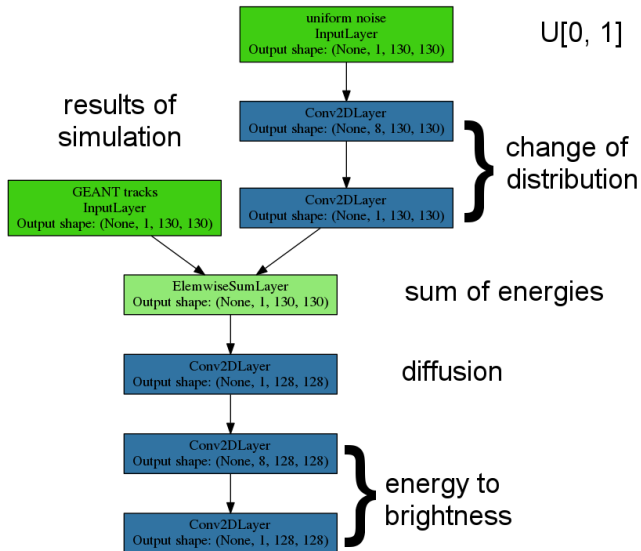 uniform noise
InputLayer
Output shape: (None, 1, 130, 130)
U[0, 1]
Conv2DLayer
Output shape: (None, 8, 130, 130)
results of
simulation
change of
distribution
GEANT tracks
InputLayer
Output shape: (None, 1, 130, 130)
Conv2DLayer
Output shape: (None, 1, 130, 130)
ElemwiseSumLayer
Output shape: (None, 1, 130, 130)
sum of energies
Conv2DLayer
Output shape: (None, 1, 128, 128)
diffusion
Conv2DLayer
Output shape: (None, 8, 128, 128)
energy to
brightness
Conv2DLayer
Output shape: (None, 1, 128, 128)